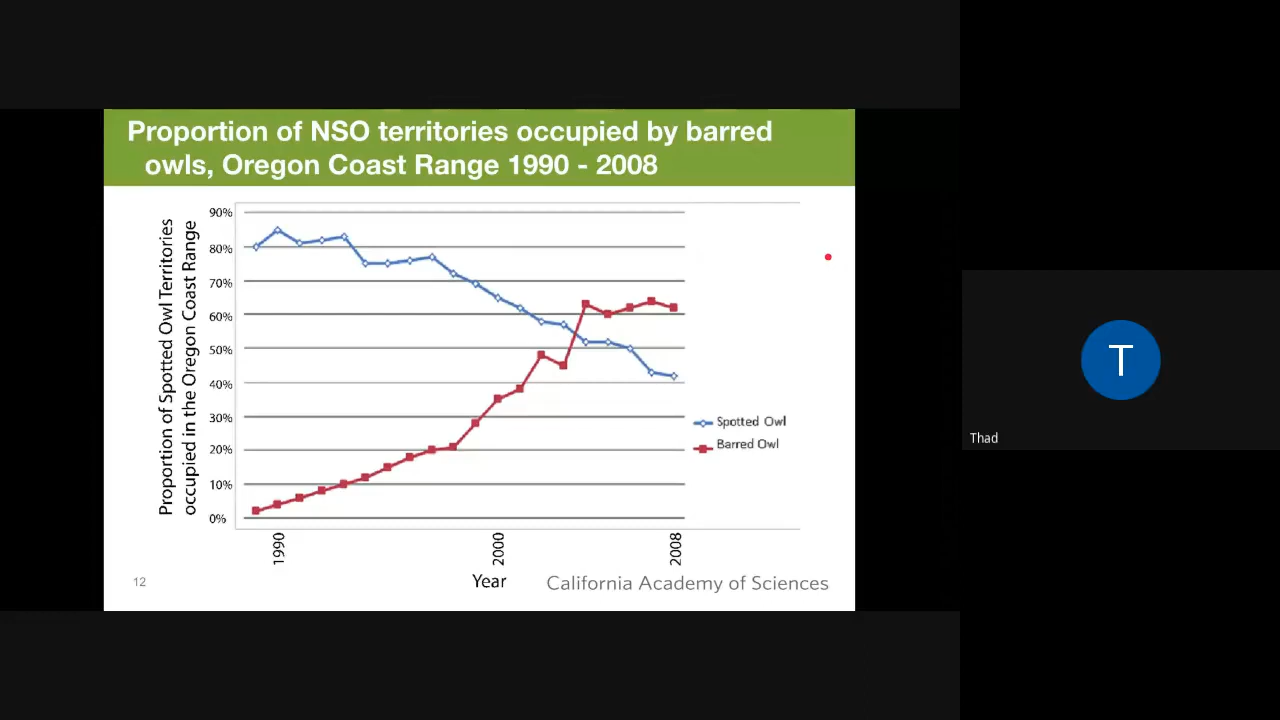 Proportion of NSO territories occupied by barred
owls, Oregon Coast Range 1990 - 2008
Proportion of Spotted Owl Territories
occupied in the Oregon Coast Range
90%
80%
70%
60%
50%
40%
30%
20%
10%
0%
Spotted Owl
Barred Owl
1990
2000
2008
Year
12
California Academy of Sciences
T
Thad